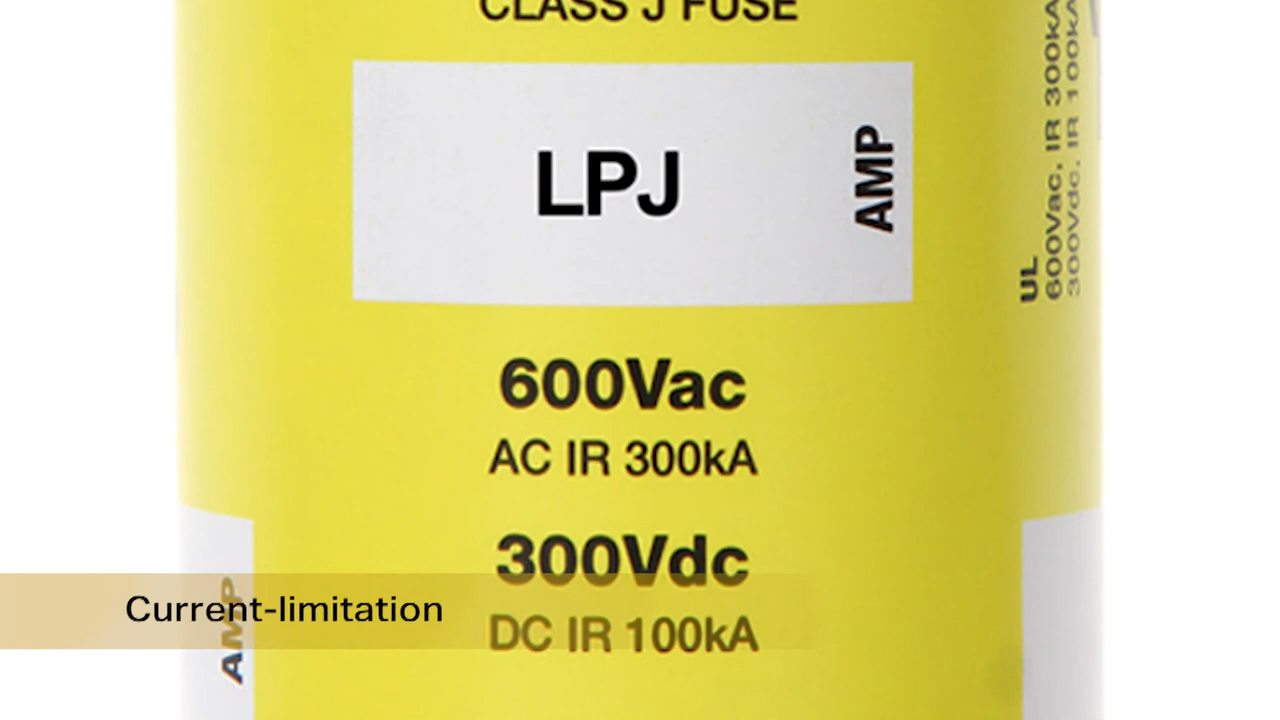 CLASS J FUSE
LPJ
AMP
600Vac
AC IR 300kA
300Vdc
DC IR 100kA
UL
600Vac. IR 300kA
300Vdc. IR 100kA
AMP
Current-limitation